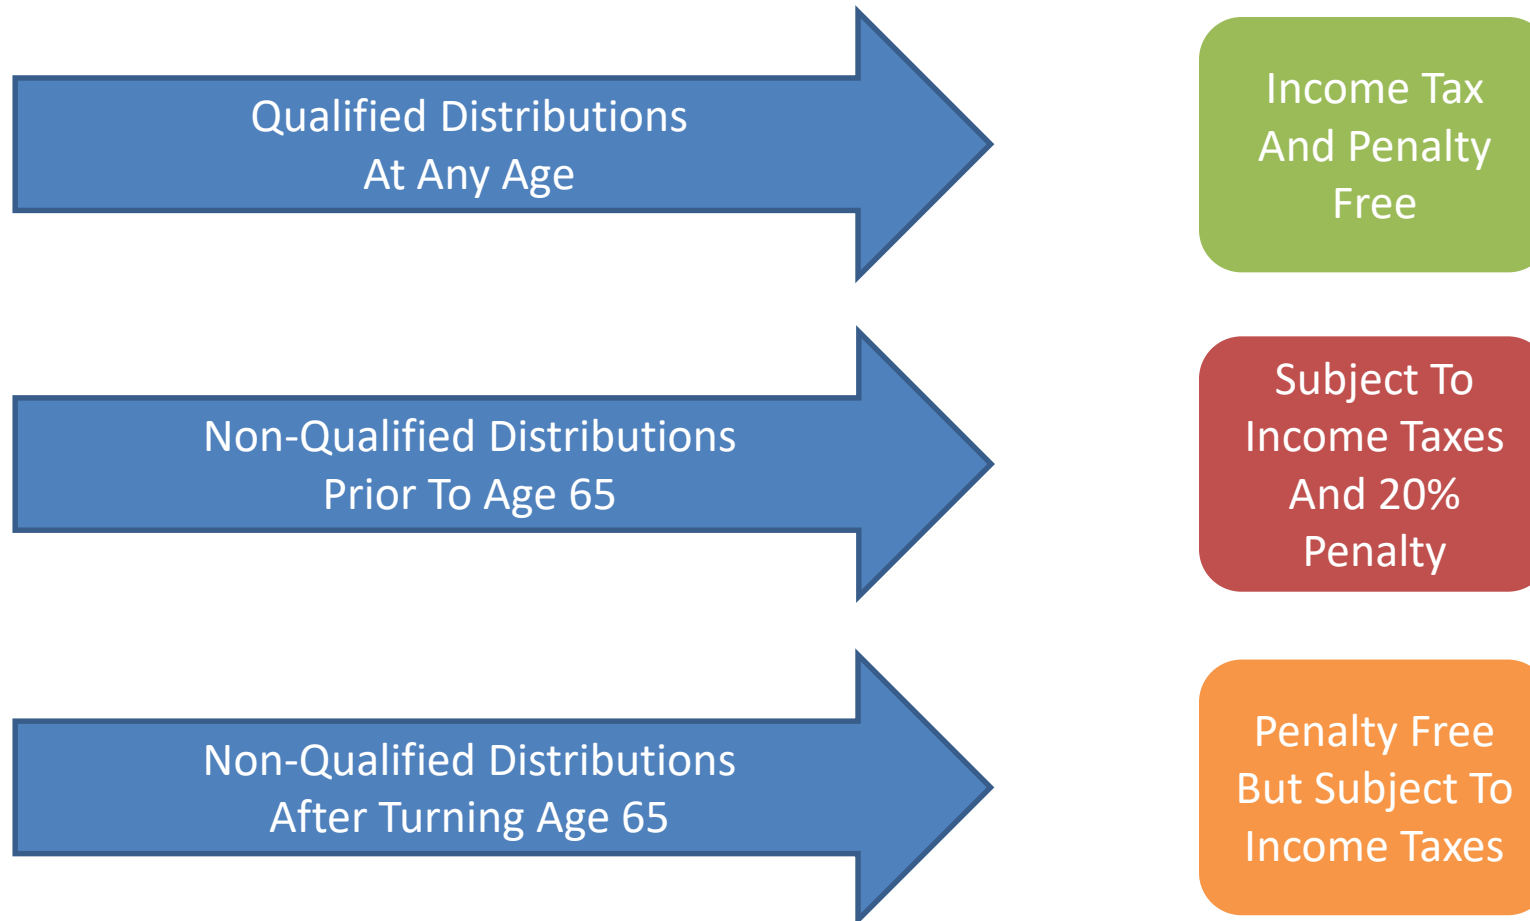 Qualified Distributions
At Any Age
Income Tax
And Penalty
Free
Non-Qualified Distributions
Prior To Age 65
Subject To
Income Taxes
And 20%
Penalty
Non-Qualified Distributions
After Turning Age 65
Penalty Free
But Subject To
Income Taxes